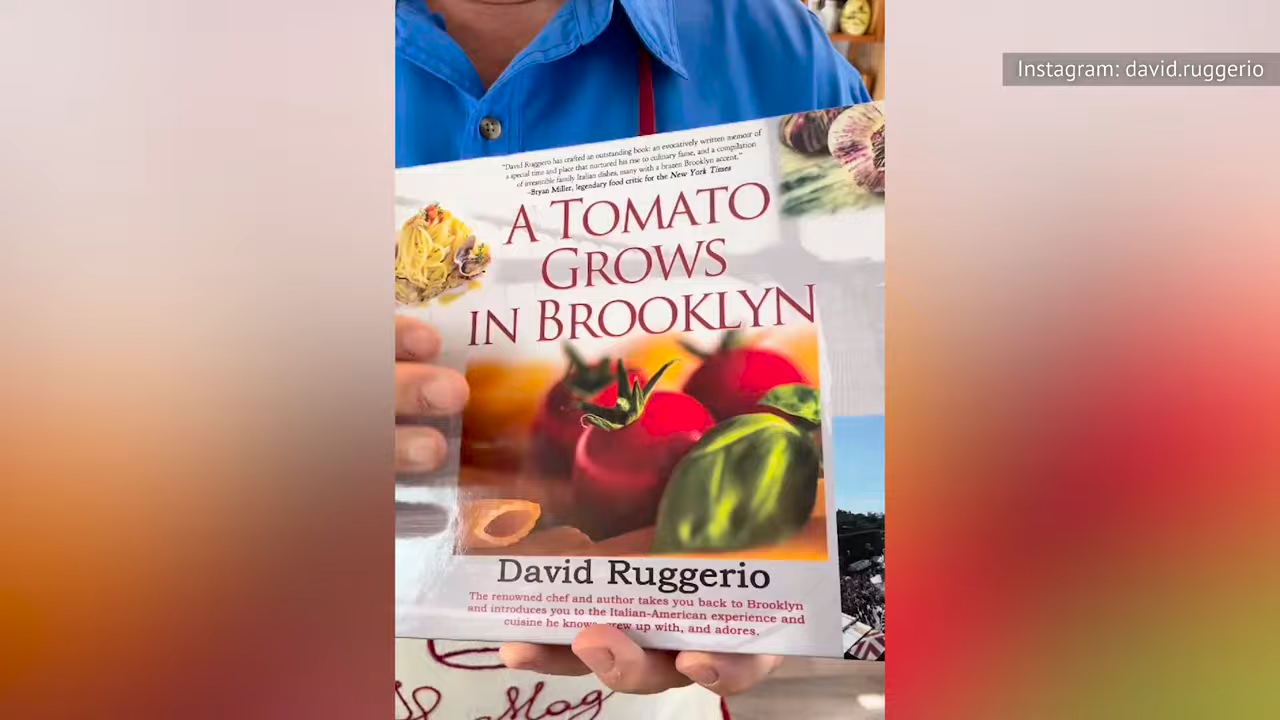 Instagram: david.ruggerio
"David Ruggerio has crafted an outstanding book: an evocatively written memoir of
a special time and place that nurtured his rise to culinary fame, and a compilation
of irresistible family Italian dishes, many with a brazen Brooklyn accent."
-Bryan Miller, legendary food critic for the New York Times
A TOMATO
GROWS
IN BROOKLYN
David Ruggerio
The renowned chef and author takes you back to Brooklyn
and introduces you to the Italian-American experience and
cuisine he knows, grew up with, and adores.
Mag